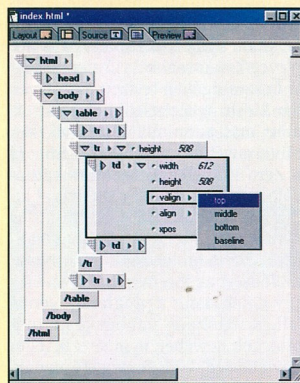 index.html *
Layout Source Preview
html
head
body
table
tr
tr height 508
td width 612
height 508
valign top
align middle
xpos bottom
baseline
td
/tr
tr
/table
/body
/html